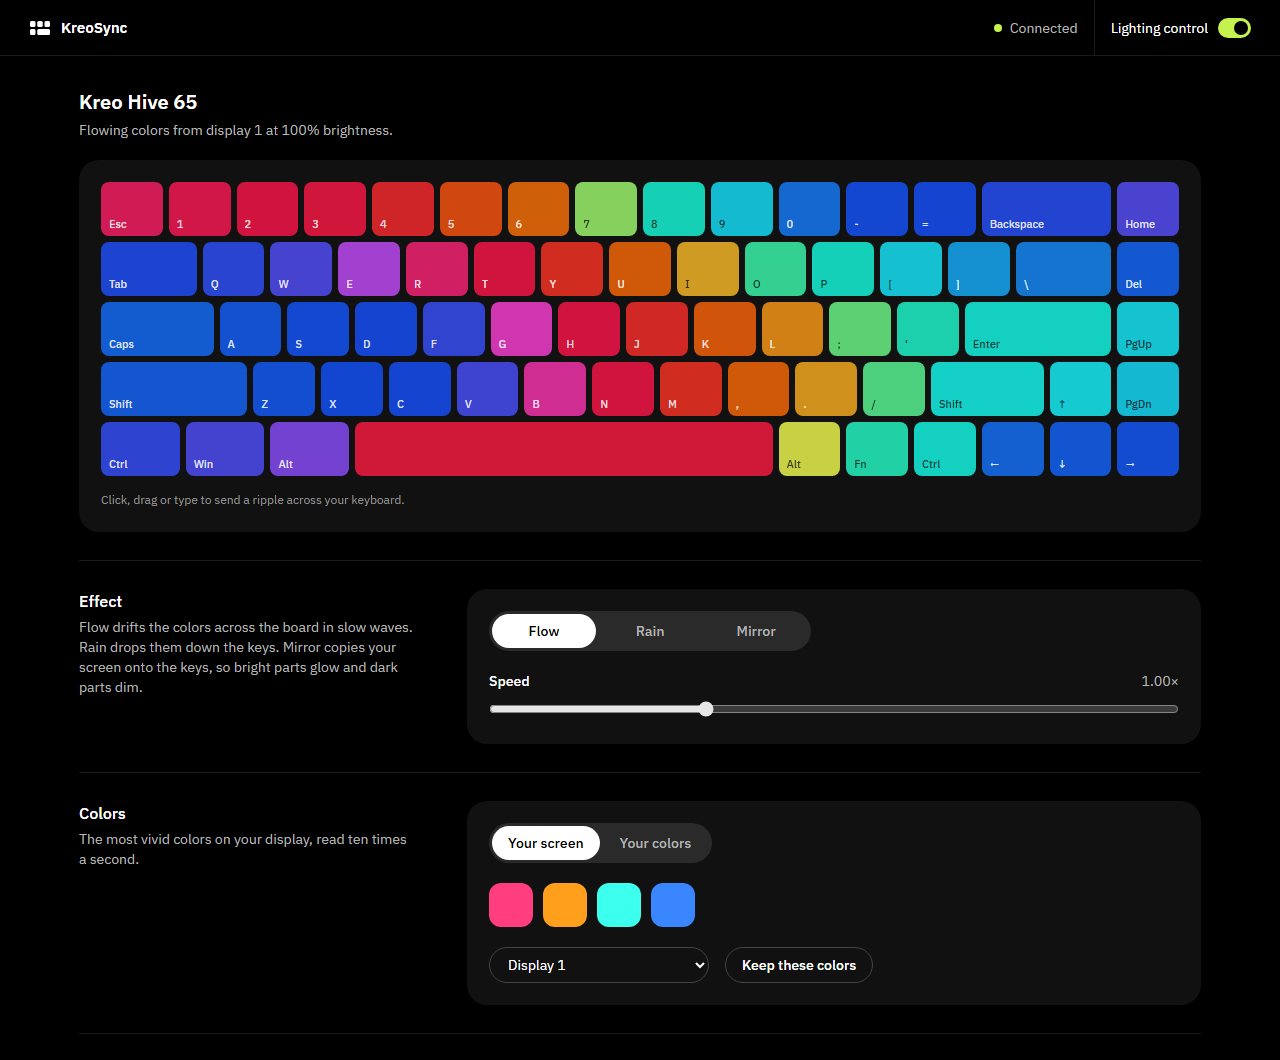 KreoSync
Connected
Lighting control
Kreo Hive 65
Flowing colors from display 1 at 100% brightness.
Esc 1 2 3 4 5 6 7 8 9 0 - = Backspace Home
Tab Q W E R T Y U I O P [ ] \ Del
Caps A S D F G H J K L ; ' Enter PgUp
Shift Z X C V B N M , . / Shift ↑ PgDn
Ctrl Win Alt Alt Fn Ctrl ← ↓ →
Click, drag or type to send a ripple across your keyboard.
Effect
Flow drifts the colors across the board in slow waves.
Rain drops them down the keys. Mirror copies your
screen onto the keys, so bright parts glow and dark
parts dim.
Flow Rain Mirror
Speed 1.00×
Colors
The most vivid colors on your display, read ten times
a second.
Your screen Your colors
Display 1 Keep these colors